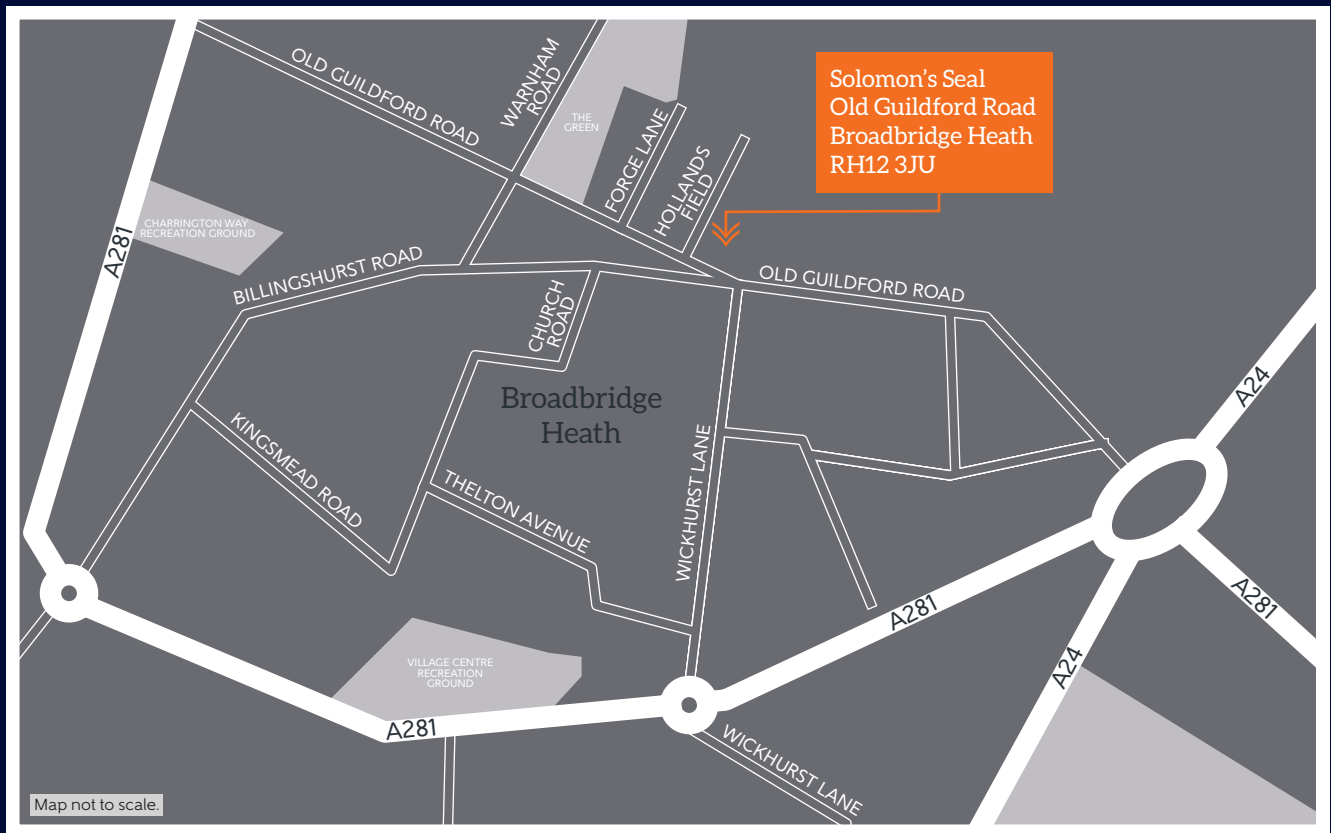 OLD GUILDFORD ROAD
WARNHAM
ROAD
THE
GREEN
FORGE LANE
HOLLANDS
FIELD
Solomon's Seal
Old Guildford Road
Broadbridge Heath
RH12 3JU
CHARRINGTON WAY
RECREATION GROUND
A281
BILLINGSHURST ROAD
CHURCH
ROAD
OLD GUILDFORD ROAD
A24
Broadbridge
Heath
KINGSMEAD ROAD
THELTON AVENUE
WICKHURST LANE
A281
A281
A24
VILLAGE CENTRE
RECREATION
GROUND
A281
WICKHURST LANE
Map not to scale.